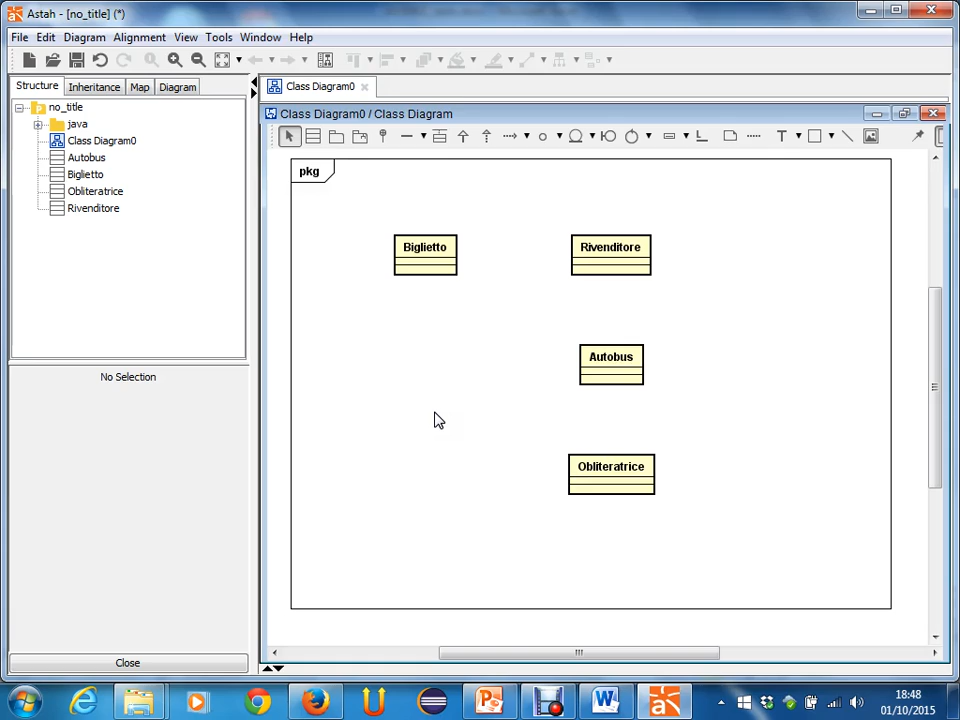 Astah - [no_title] (*)
File Edit Diagram Alignment View Tools Window Help
Structure Inheritance Map Diagram
no_title
java
Class Diagram0
Autobus
Biglietto
Obliteratrice
Rivenditore
No Selection
Close
Class Diagram0
Class Diagram0 / Class Diagram
pkg
Biglietto
Rivenditore
Autobus
Obliteratrice
18:48
01/10/2015